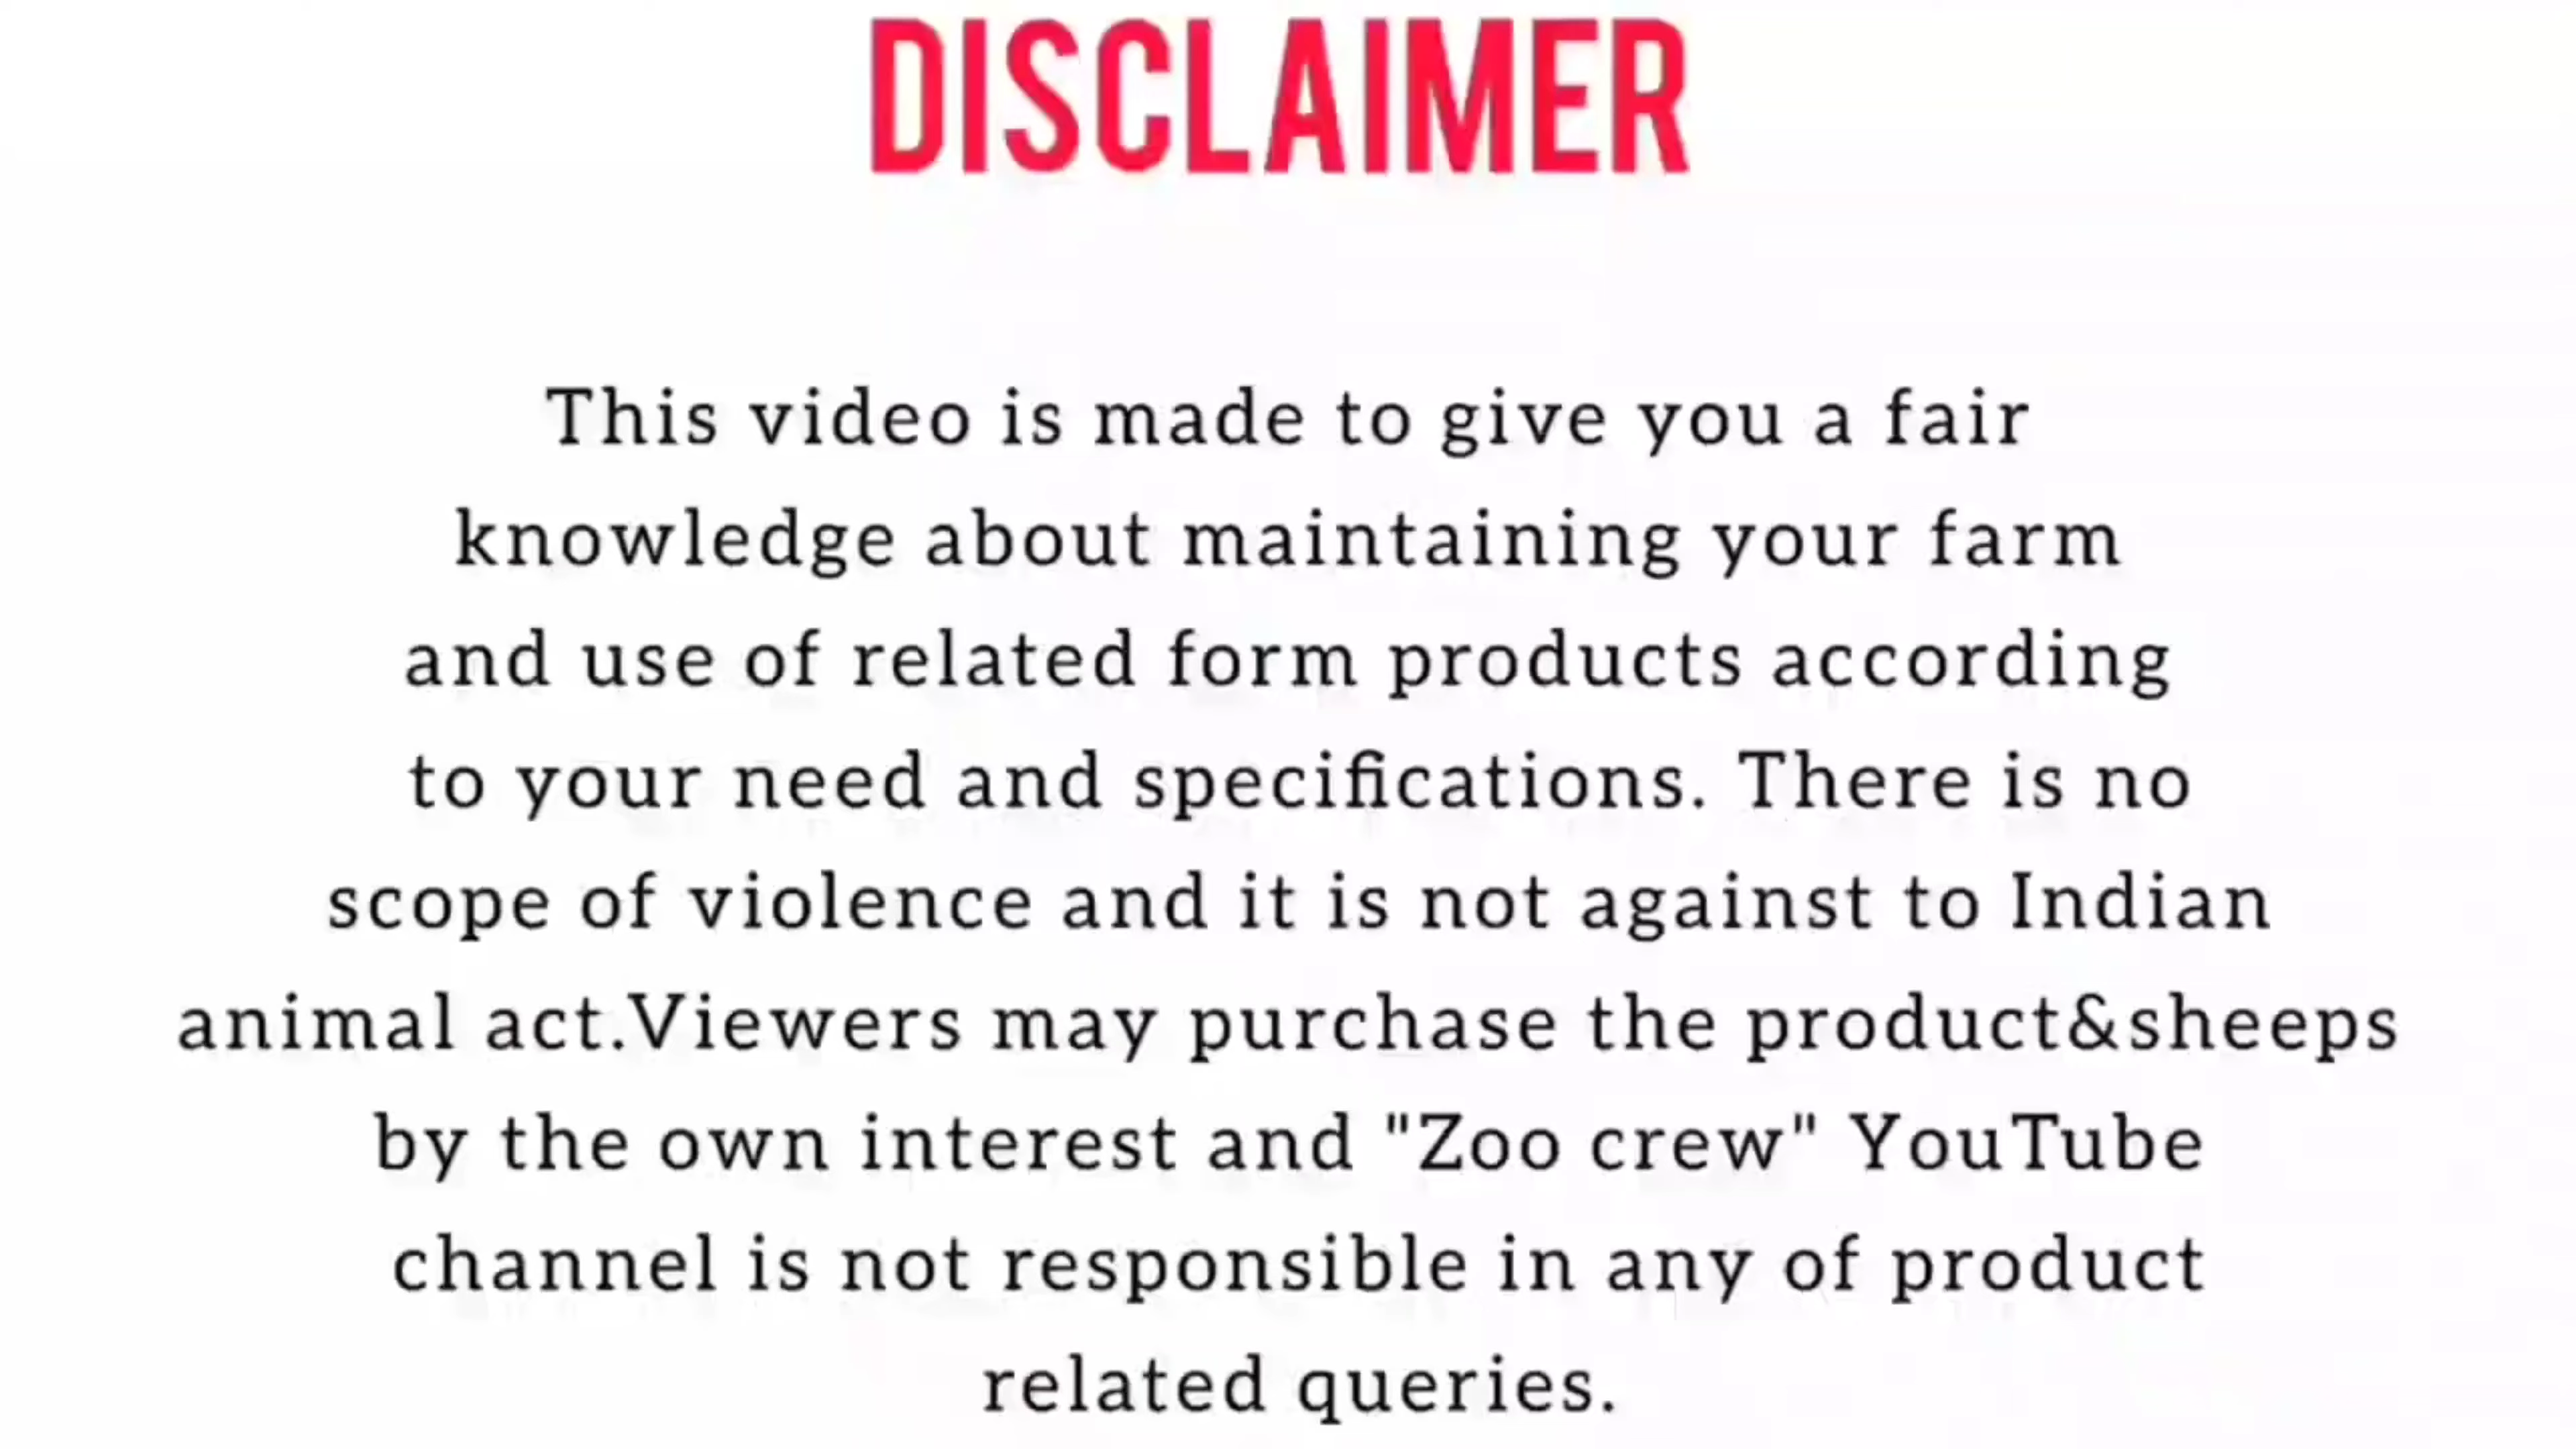 DISCLAIMER
This video is made to give you a fair
knowledge about maintaining your farm
and use of related form products according
to your need and specifications. There is no
scope of violence and it is not against to Indian
animal act.Viewers may purchase the product&sheeps
by the own interest and "Zoo crew" YouTube
channel is not responsible in any of product
related queries.